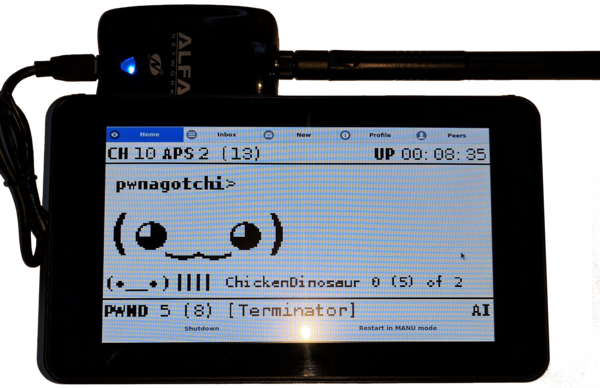 ALFA
NETWORK
Home Inbox New Profile Peers
CH 10 APS 2 (13) UP 00:08:35
pwnagotchi>
(•__•) ChickenDinosaur 0 (5) of 2
PWND 5 (8) [Terminator] AI
Shutdown Restart in MANU mode